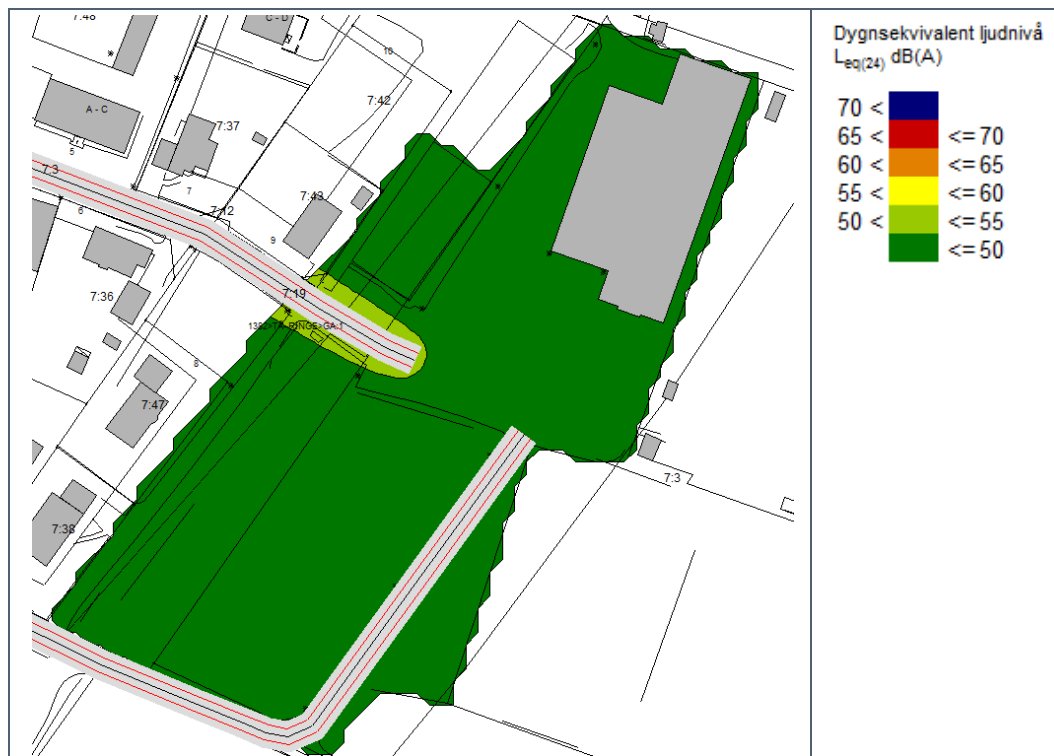 7:48
C - D
10
7:42
A - C
7:37
5
7:3
7
7:43
7:12
6
9
7:19
7:36
8
7:47
7:3
7:38
Dygnsekvivalent ljudnivå
Leq(24) dB(A)
70 <
65 < <= 70
60 < <= 65
55 < <= 60
50 < <= 55
<= 50